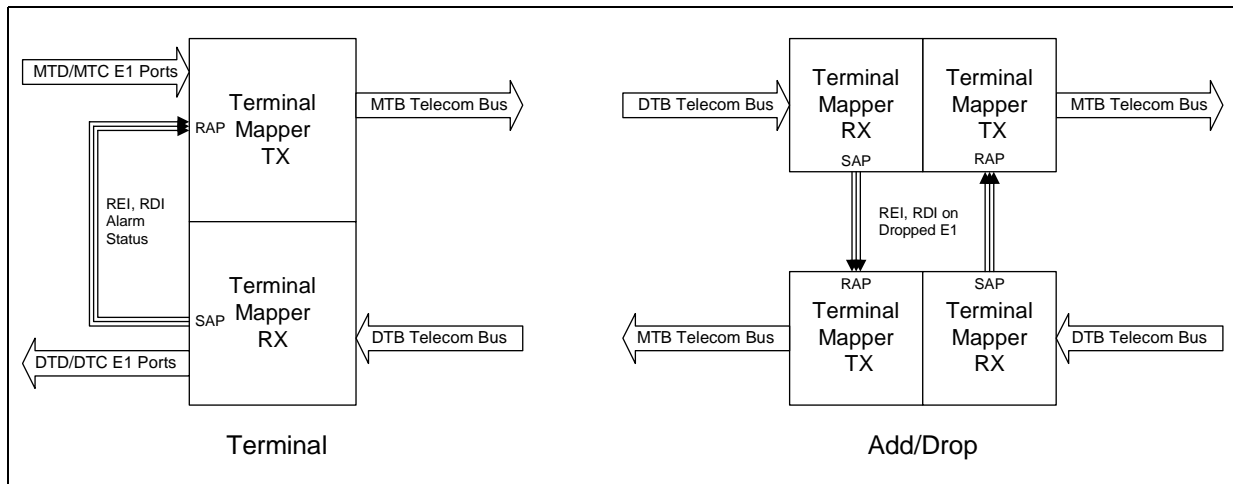 MTD/MTC E1 Ports
Terminal
Mapper
TX
RAP
MTB Telecom Bus
REI, RDI
Alarm
Status
Terminal
Mapper
RX
SAP
DTB Telecom Bus
DTD/DTC E1 Ports
Terminal
DTB Telecom Bus
Terminal
Mapper
RX
SAP
Terminal
Mapper
TX
RAP
MTB Telecom Bus
REI, RDI on
Dropped E1
RAP
Terminal
Mapper
TX
MTB Telecom Bus
SAP
Terminal
Mapper
RX
DTB Telecom Bus
Add/Drop